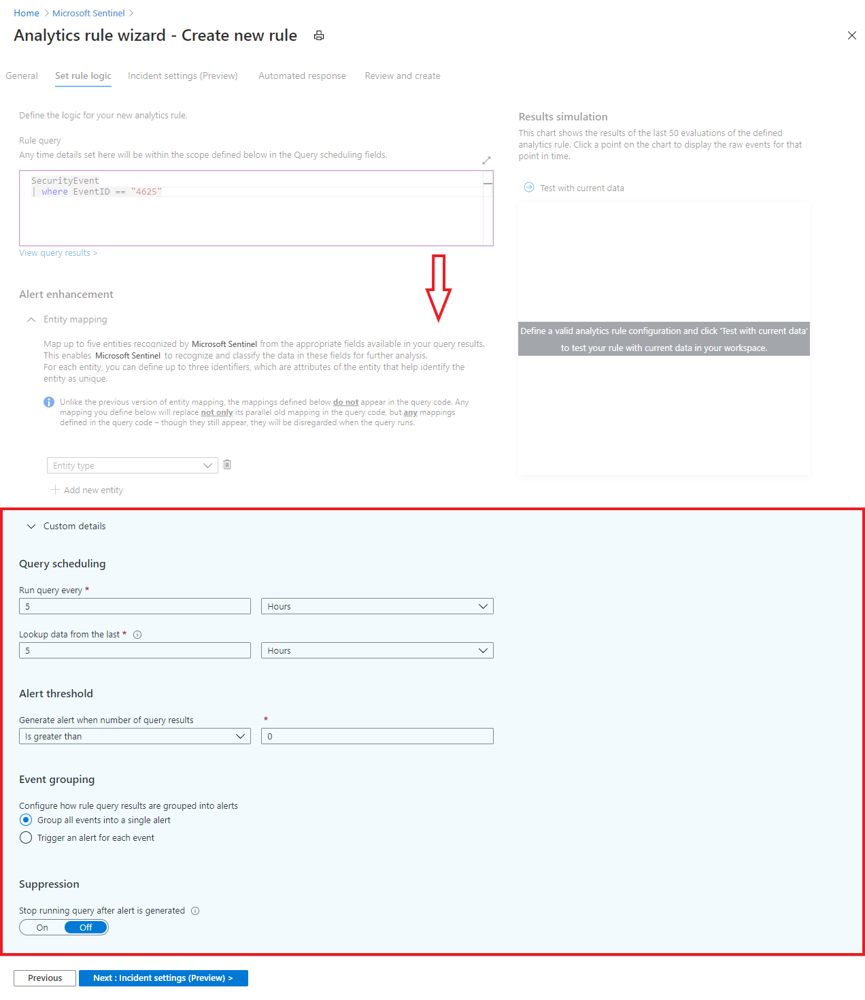 Home > Microsoft Sentinel >
Analytics rule wizard - Create new rule
General Set rule logic Incident settings (Preview) Automated response Review and create
Define the logic for your new analytics rule.
Rule query
Any time details set here will be within the scope defined below in the Query scheduling fields.
SecurityEvent
| where EventID == "4625"
View query results >
Results simulation
This chart shows the results of the last 50 evaluations of the defined
analytics rule. Click a point on the chart to display the raw events for that
point in time.
Test with current data
Define a valid analytics rule configuration and click 'Test with current data'
to test your rule with current data in your workspace.
Alert enhancement
Entity mapping
Map up to five entities recognized by Microsoft Sentinel from the appropriate fields available in your query results.
This enables Microsoft Sentinel to recognize and classify the data in these fields for further analysis.
For each entity, you can define up to three identifiers, which are attributes of the entity that help identify the
entity as unique.
Unlike the previous version of entity mapping, the mappings defined below do not appear in the query code. Any
mapping you define below will replace not only its parallel old mapping in the query code, but any mappings
defined in the query code – though they still appear, they will be disregarded when the query runs.
Entity type
+ Add new entity
Custom details
Query scheduling
Run query every *
5 Hours
Lookup data from the last *
5 Hours
Alert threshold
Generate alert when number of query results *
Is greater than 0
Event grouping
Configure how rule query results are grouped into alerts
Group all events into a single alert
Trigger an alert for each event
Suppression
Stop running query after alert is generated
On Off
Previous Next : Incident settings (Preview) >